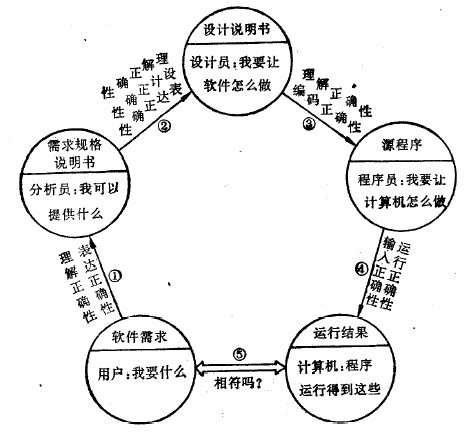 设计说明书
设计员：我要让
软件怎么做
理解正确性
设计正确性
表达正确性
②
理解正确性
编码正确性
③
需求规格
说明书
分析员：我可以
提供什么
源程序
程序员：我要让
计算机怎么做
表达正确性
理解正确性
①
④
运行正确性
输入正确性
软件需求
用户：我要什么
⑤
相符吗？
运行结果
计算机：程序
运行得到这些